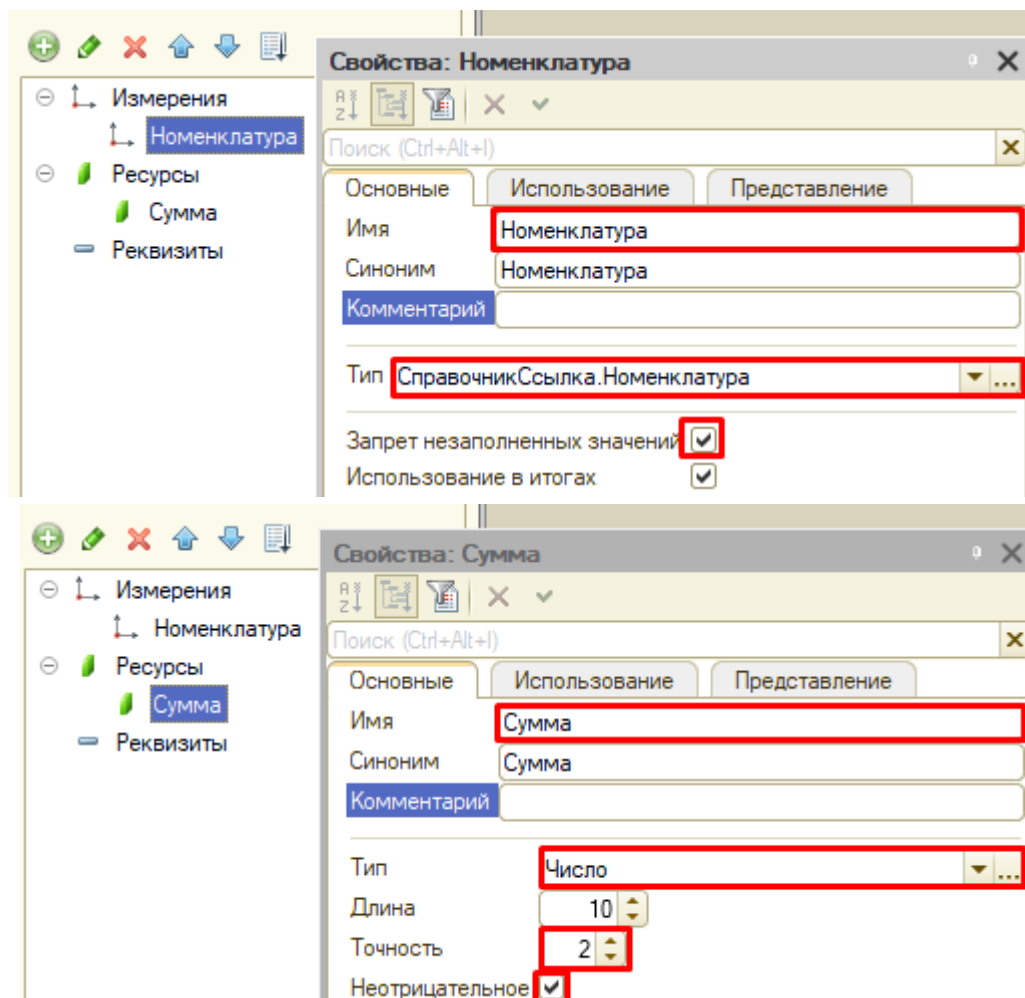 Свойства: Номенклатура
Измерения
Номенклатура
Ресурсы
Сумма
Реквизиты
Поиск (Ctrl+Alt+I)
Основные Использование Представление
Имя Номенклатура
Синоним Номенклатура
Комментарий
Тип СправочникСсылка.Номенклатура ...
Запрет незаполненных значений
Использование в итогах
Свойства: Сумма
Измерения
Номенклатура
Ресурсы
Сумма
Реквизиты
Поиск (Ctrl+Alt+I)
Основные Использование Представление
Имя Сумма
Синоним Сумма
Комментарий
Тип Число ...
Длина 10
Точность 2
Неотрицательное